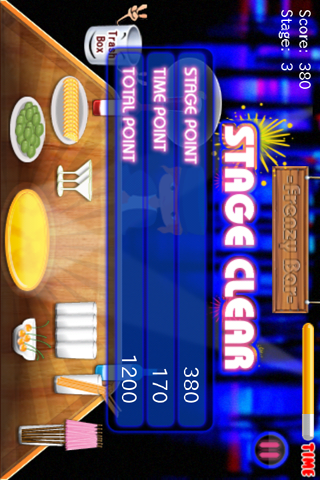 Score: 380
Stage: 3
-Frenzy Bar-
TIME
STAGE CLEAR
STAGE POINT 380
TIME POINT 170
TOTAL POINT 1200
Trash
Box